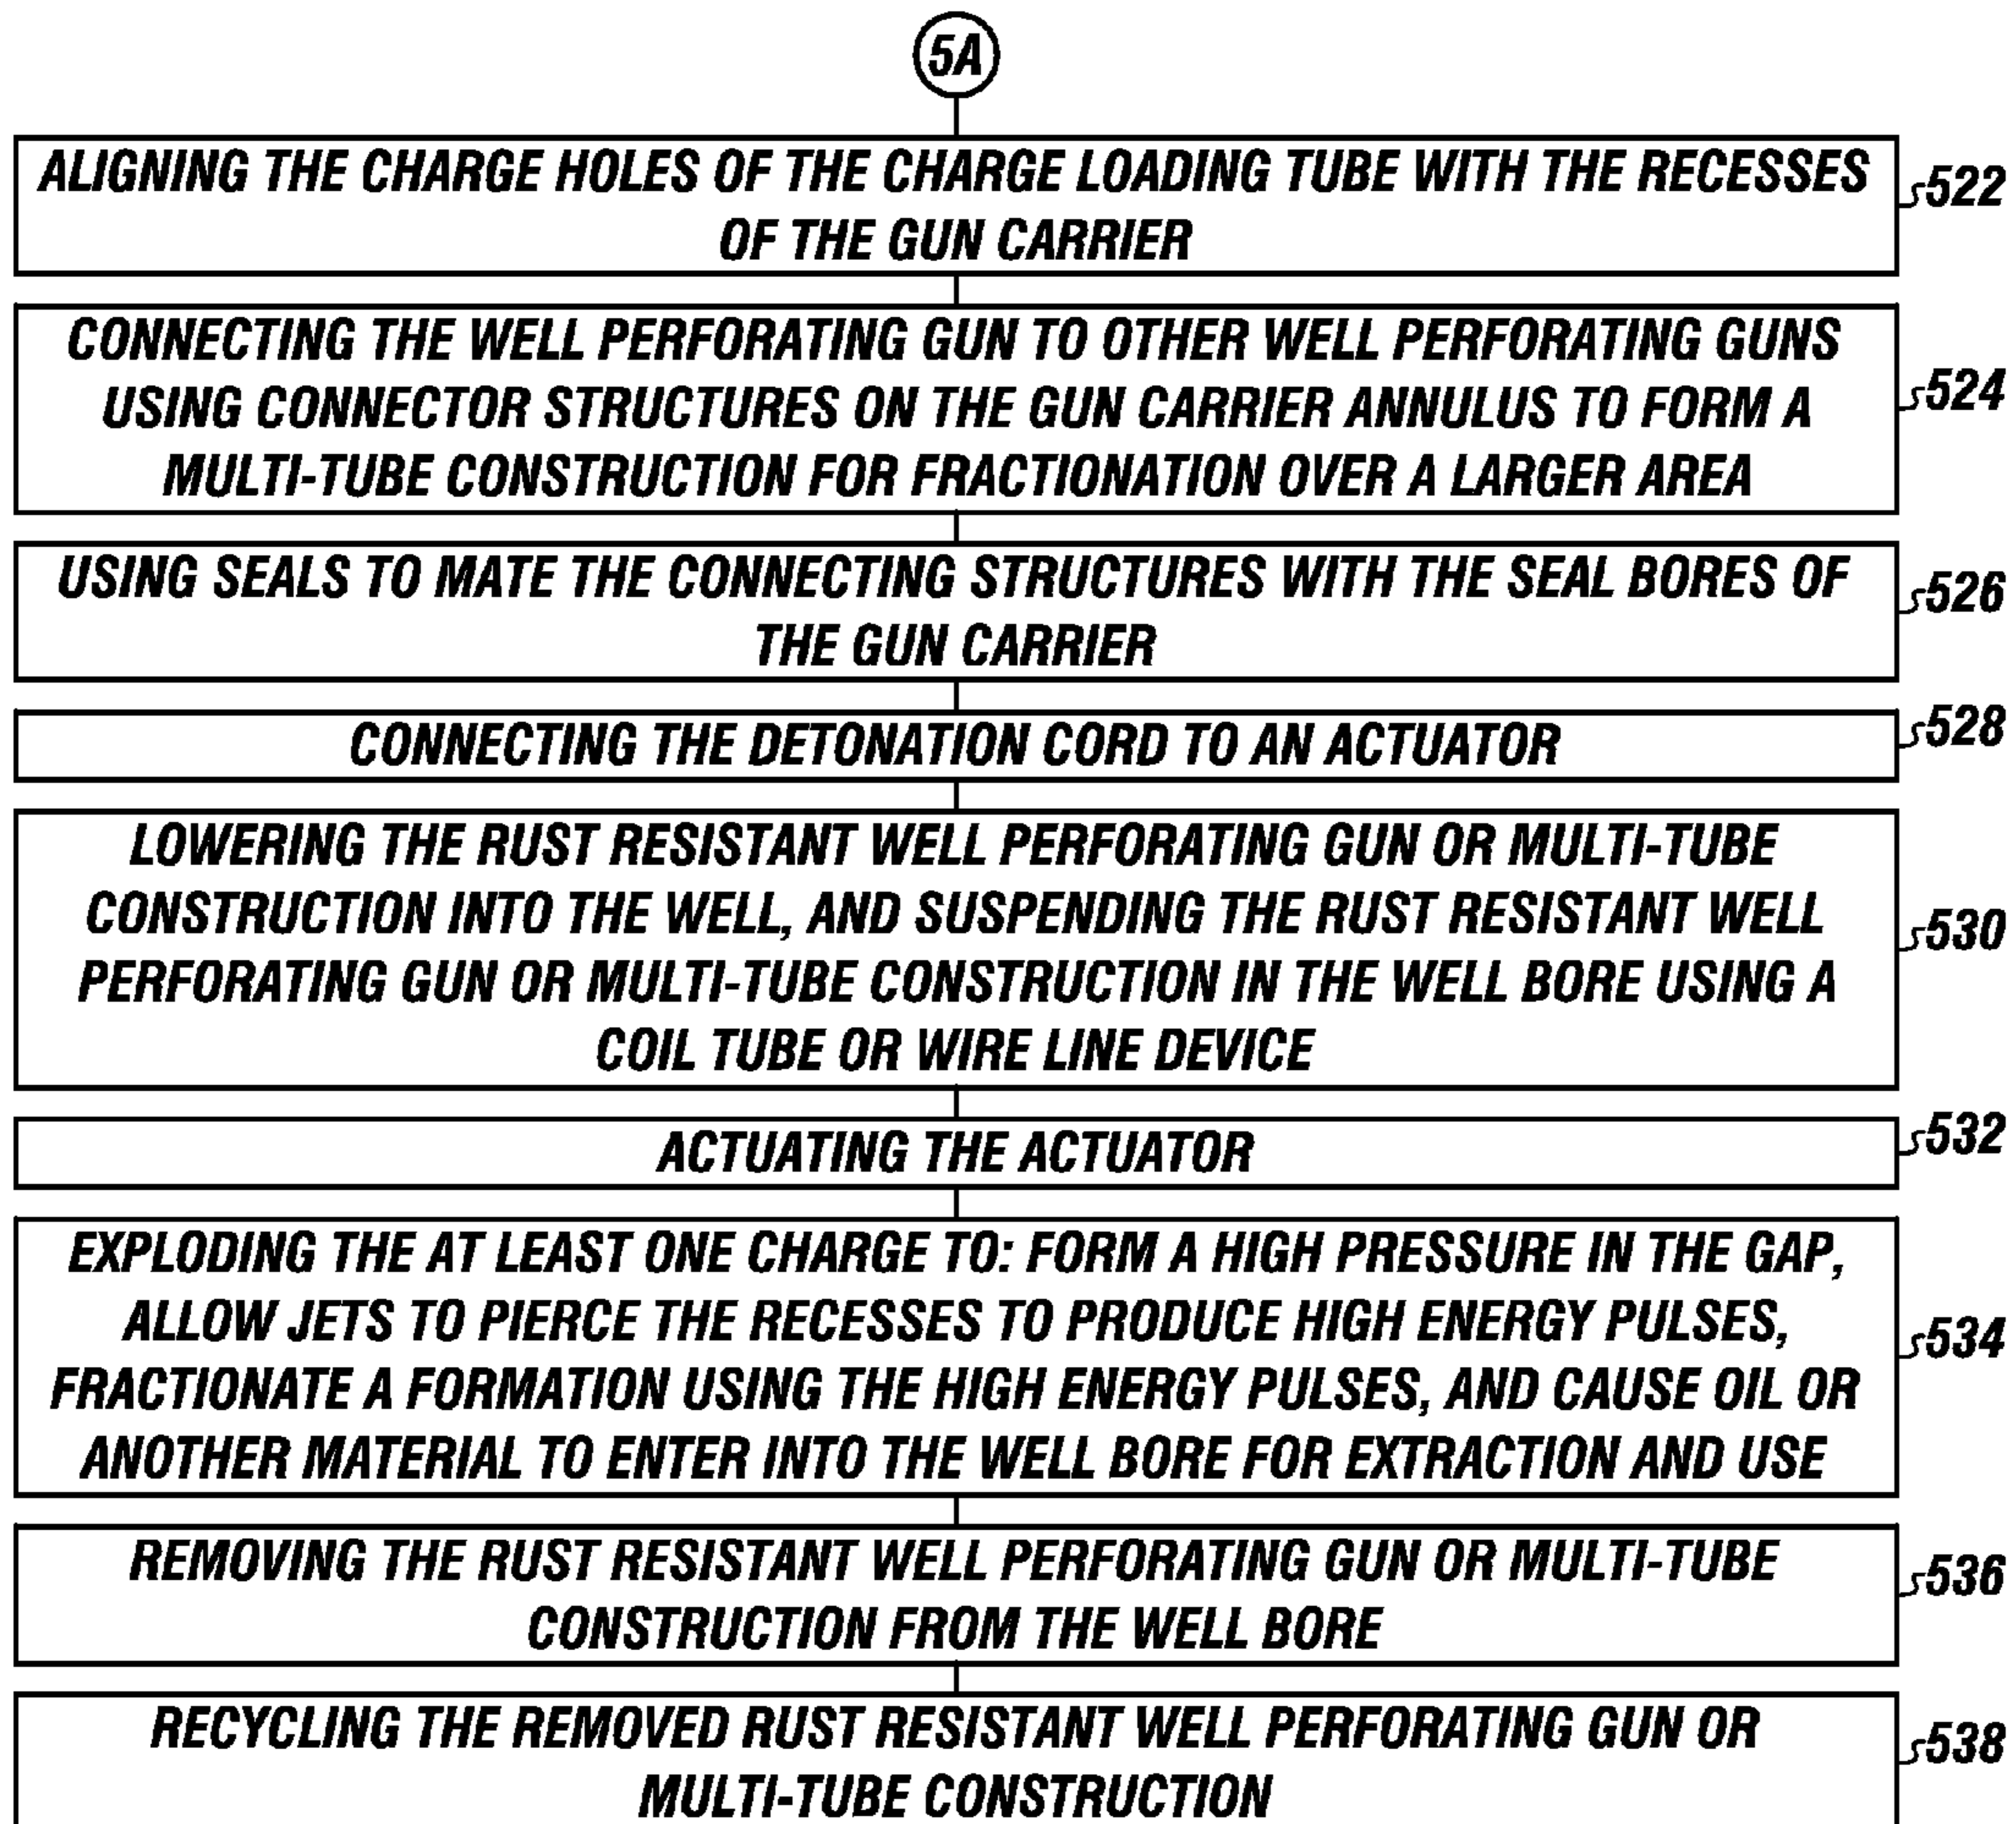 5A
ALIGNING THE CHARGE HOLES OF THE CHARGE LOADING TUBE WITH THE RECESSES
OF THE GUN CARRIER
522
CONNECTING THE WELL PERFORATING GUN TO OTHER WELL PERFORATING GUNS
USING CONNECTOR STRUCTURES ON THE GUN CARRIER ANNULUS TO FORM A
MULTI-TUBE CONSTRUCTION FOR FRACTIONATION OVER A LARGER AREA
524
USING SEALS TO MATE THE CONNECTING STRUCTURES WITH THE SEAL BORES OF
THE GUN CARRIER
526
CONNECTING THE DETONATION CORD TO AN ACTUATOR
528
LOWERING THE RUST RESISTANT WELL PERFORATING GUN OR MULTI-TUBE
CONSTRUCTION INTO THE WELL, AND SUSPENDING THE RUST RESISTANT WELL
PERFORATING GUN OR MULTI-TUBE CONSTRUCTION IN THE WELL BORE USING A
COIL TUBE OR WIRE LINE DEVICE
530
ACTUATING THE ACTUATOR
532
EXPLODING THE AT LEAST ONE CHARGE TO: FORM A HIGH PRESSURE IN THE GAP,
ALLOW JETS TO PIERCE THE RECESSES TO PRODUCE HIGH ENERGY PULSES,
FRACTIONATE A FORMATION USING THE HIGH ENERGY PULSES, AND CAUSE OIL OR
ANOTHER MATERIAL TO ENTER INTO THE WELL BORE FOR EXTRACTION AND USE
534
REMOVING THE RUST RESISTANT WELL PERFORATING GUN OR MULTI-TUBE
CONSTRUCTION FROM THE WELL BORE
536
RECYCLING THE REMOVED RUST RESISTANT WELL PERFORATING GUN OR
MULTI-TUBE CONSTRUCTION
538